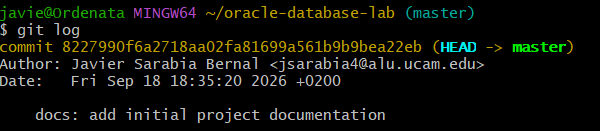 javie@Ordenata MINGW64 ~/oracle-database-lab (master)
$ git log
commit 8227990f6a2718aa02fa81699a561b9b9bea22eb (HEAD -> master)
Author: Javier Sarabia Bernal <jsarabia4@alu.ucam.edu>
Date:   Fri Sep 18 18:35:20 2026 +0200

    docs: add initial project documentation